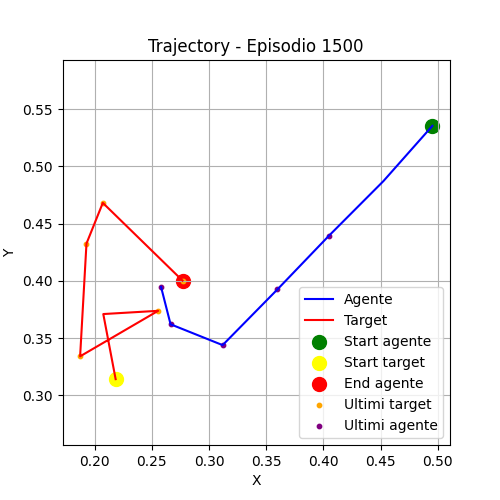 Trajectory - Episodio 1500
Y
0.55
0.50
0.45
0.40
0.35
0.30
Agente
Target
Start agente
Start target
End agente
Ultimi target
Ultimi agente
0.20 0.25 0.30 0.35 0.40 0.45 0.50
X